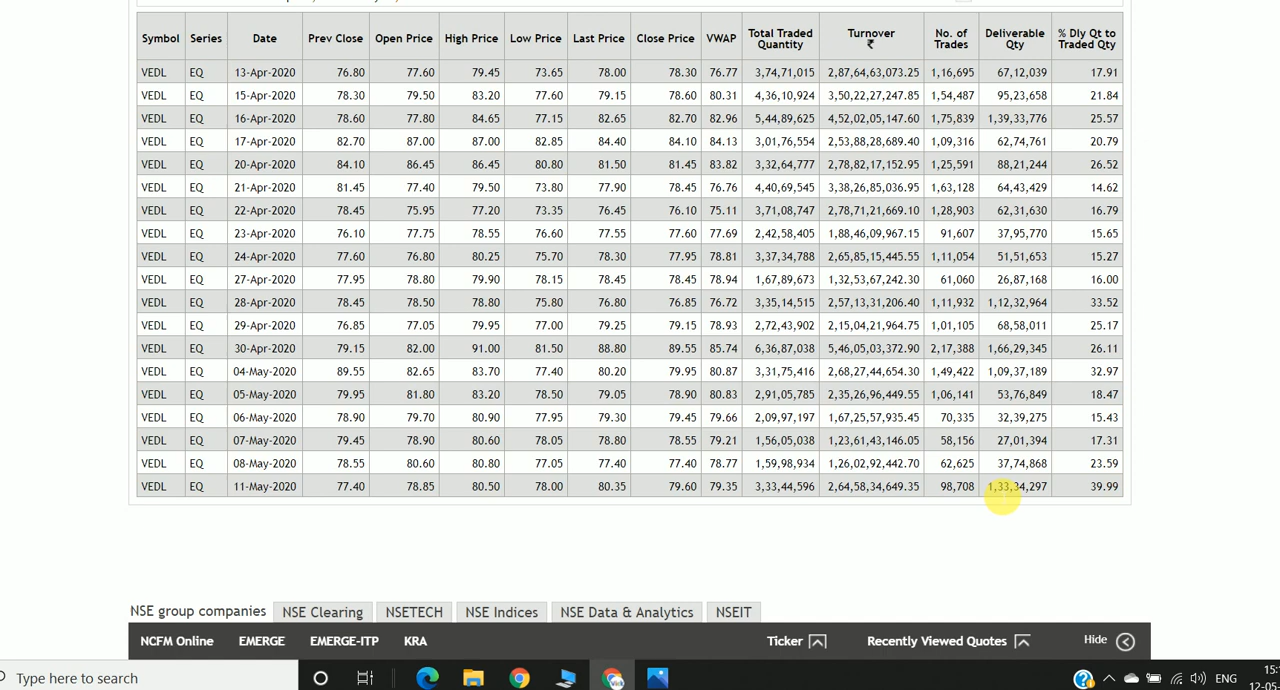 Symbol Series Date Prev Close Open Price High Price Low Price Last Price Close Price VWAP Total Traded Quantity Turnover ₹ No. of Trades Deliverable Qty % Dly Qt to Traded Qty
VEDL EQ 13-Apr-2020 76.80 77.60 79.45 73.65 78.00 78.30 76.77 3,74,71,015 2,87,64,63,073.25 1,16,695 67,12,039 17.91
VEDL EQ 15-Apr-2020 78.30 79.50 83.20 77.60 79.15 78.60 80.31 4,36,10,924 3,50,22,27,247.85 1,54,487 95,23,658 21.84
VEDL EQ 16-Apr-2020 78.60 77.80 84.65 77.15 82.65 82.70 82.96 5,44,89,625 4,52,02,05,147.60 1,75,839 1,39,33,776 25.57
VEDL EQ 17-Apr-2020 82.70 87.00 87.00 82.85 84.40 84.10 84.13 3,01,76,554 2,53,88,28,689.40 1,09,316 62,74,761 20.79
VEDL EQ 20-Apr-2020 84.10 86.45 86.45 80.80 81.50 81.45 83.82 3,32,64,777 2,78,82,17,152.95 1,25,591 88,21,244 26.52
VEDL EQ 21-Apr-2020 81.45 77.40 79.50 73.80 77.90 78.45 76.76 4,40,69,545 3,38,26,85,036.95 1,63,128 64,43,429 14.62
VEDL EQ 22-Apr-2020 78.45 75.95 77.20 73.35 76.45 76.10 75.11 3,71,08,747 2,78,71,21,669.10 1,28,903 62,31,630 16.79
VEDL EQ 23-Apr-2020 76.10 77.75 78.55 76.60 77.55 77.60 77.69 2,42,58,405 1,88,46,09,967.15 91,607 37,95,770 15.65
VEDL EQ 24-Apr-2020 77.60 76.80 80.25 75.70 78.30 77.95 78.81 3,37,34,788 2,65,85,15,445.55 1,11,054 51,51,653 15.27
VEDL EQ 27-Apr-2020 77.95 78.80 79.90 78.15 78.45 78.45 78.94 1,67,89,673 1,32,53,67,242.30 61,060 26,87,168 16.00
VEDL EQ 28-Apr-2020 78.45 78.50 78.80 75.80 76.80 76.85 76.72 3,35,14,515 2,57,13,31,206.40 1,11,932 1,12,32,964 33.52
VEDL EQ 29-Apr-2020 76.85 77.05 79.95 77.00 79.25 79.15 78.93 2,72,43,902 2,15,04,21,964.75 1,01,105 68,58,011 25.17
VEDL EQ 30-Apr-2020 79.15 82.00 91.00 81.50 88.80 89.55 85.74 6,36,87,038 5,46,05,03,372.90 2,17,388 1,66,29,345 26.11
VEDL EQ 04-May-2020 89.55 82.65 83.70 77.40 80.20 79.95 80.87 3,31,75,416 2,68,27,44,654.30 1,49,422 1,09,37,189 32.97
VEDL EQ 05-May-2020 79.95 81.80 83.20 78.50 79.05 78.90 80.83 2,91,05,785 2,35,26,96,449.55 1,06,141 53,76,849 18.47
VEDL EQ 06-May-2020 78.90 79.70 80.90 77.95 79.30 79.45 79.66 2,09,97,197 1,67,25,57,935.45 70,335 32,39,275 15.43
VEDL EQ 07-May-2020 79.45 78.90 80.60 78.05 78.80 78.55 79.21 1,56,05,038 1,23,61,43,146.05 58,156 27,01,394 17.31
VEDL EQ 08-May-2020 78.55 80.60 80.80 77.05 77.40 77.40 78.77 1,59,98,934 1,26,02,92,442.70 62,625 37,74,868 23.59
VEDL EQ 11-May-2020 77.40 78.85 80.50 78.00 80.35 79.60 79.35 3,33,44,596 2,64,58,34,649.35 98,708 1,33,34,297 39.99
NSE group companies NSE Clearing NSETECH NSE Indices NSE Data & Analytics NSEIT
NCFM Online EMERGE EMERGE-ITP KRA Ticker Recently Viewed Quotes Hide
Type here to search ENG